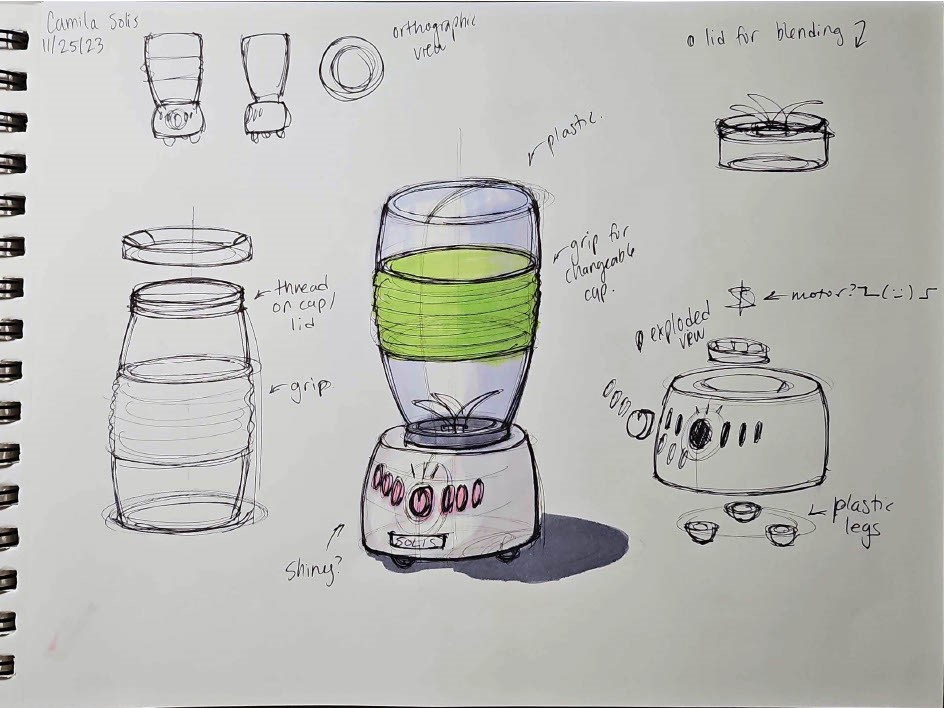 Camila Solis
11/25/23
orthographic
view
lid for blending
plastic.
grip for
changeable
cup.
thread
on cap/
lid
grip
motor?
exploded
view
plastic
legs
SOLIS
shiny?